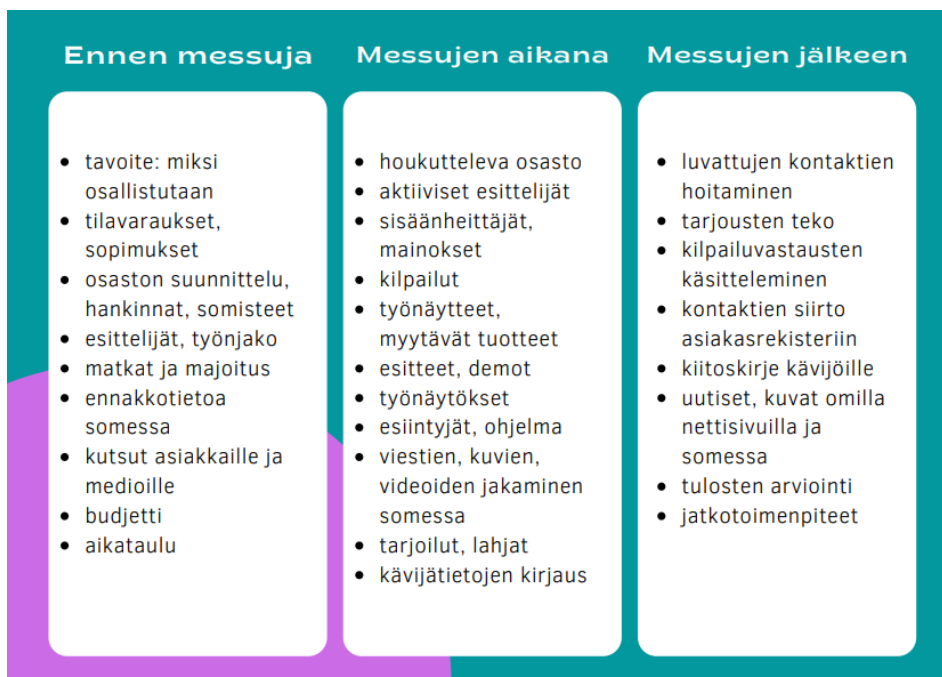 Ennen messuja
• tavoite: miksi
osallistutaan
• tilavaraukset,
sopimukset
• osaston suunnittelu,
hankinnat, somisteet
• esittelijät, työnjako
• matkat ja majoitus
• ennakkotietoa
somessa
• kutsut asiakkaille ja
medioille
• budjetti
• aikataulu
Messujen aikana
• houkutteleva osasto
• aktiiviset esittelijät
• sisäänheittäjät,
mainokset
• kilpailut
• työnäytteet,
myytävät tuotteet
• esitteet, demot
• työnäytökset
• esiintyjät, ohjelma
• viestien, kuvien,
videoiden jakaminen
somessa
• tarjoilut, lahjat
• kävijätietojen kirjaus
Messujen jälkeen
• luvattujen kontaktien
hoitaminen
• tarjousten teko
• kilpailuvastausten
käsitteleminen
• kontaktien siirto
asiakasrekisteriin
• kiitoskirje kävijöille
• uutiset, kuvat omilla
nettisivuilla ja
somessa
• tulosten arviointi
• jatkotoimenpiteet